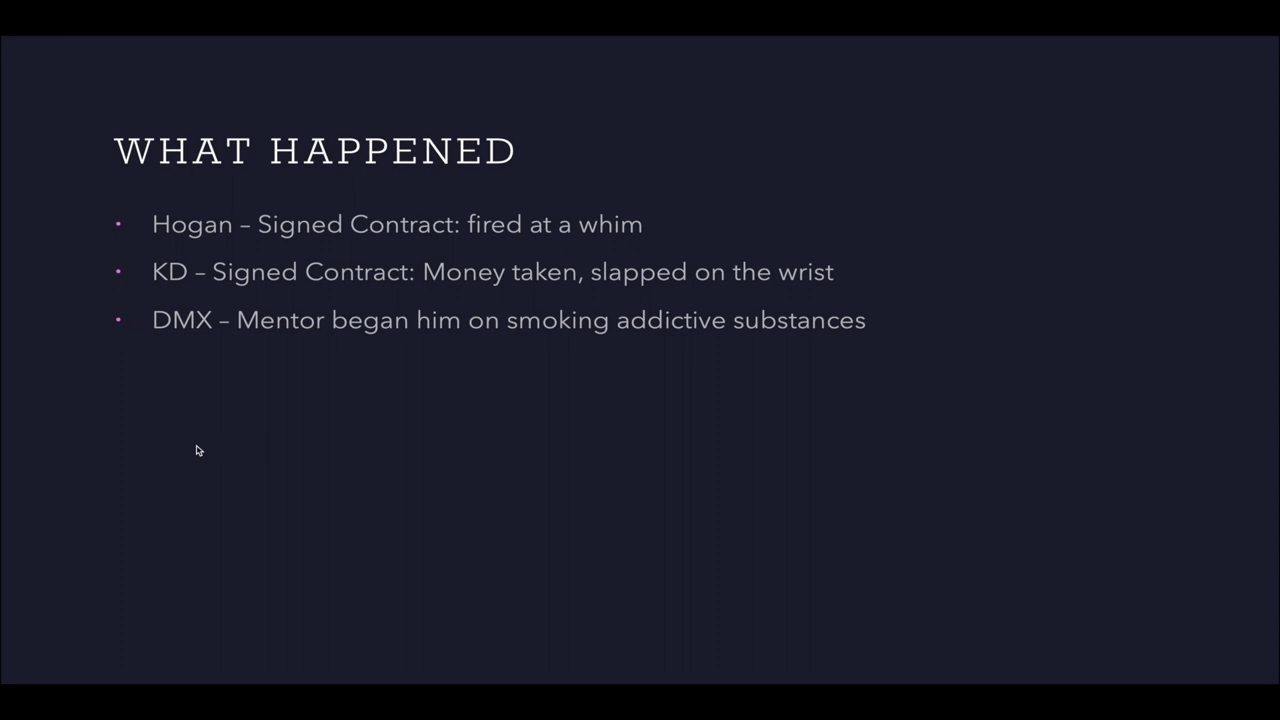 WHAT HAPPENED
• Hogan – Signed Contract: fired at a whim
• KD – Signed Contract: Money taken, slapped on the wrist
• DMX – Mentor began him on smoking addictive substances